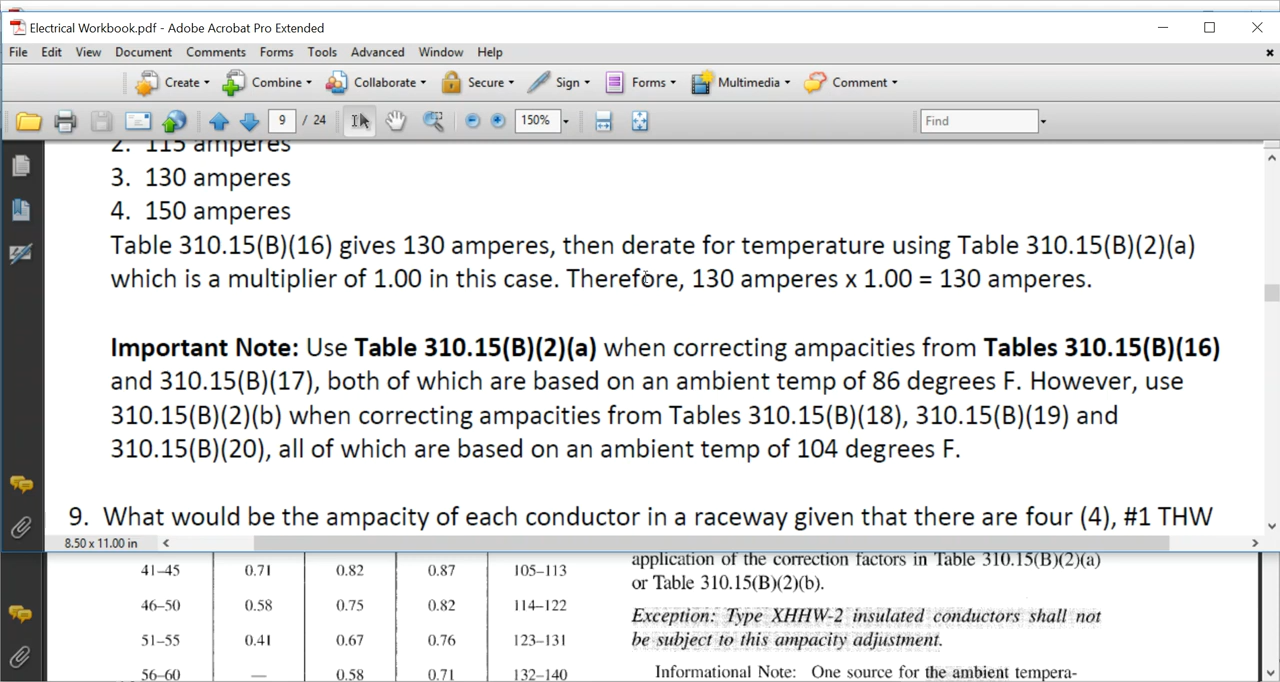 Electrical Workbook.pdf - Adobe Acrobat Pro Extended
File Edit View Document Comments Forms Tools Advanced Window Help
Create Combine Collaborate Secure Sign Forms Multimedia Comment
9 / 24 150% Find
2. 115 amperes
3. 130 amperes
4. 150 amperes
Table 310.15(B)(16) gives 130 amperes, then derate for temperature using Table 310.15(B)(2)(a)
which is a multiplier of 1.00 in this case. Therefore, 130 amperes x 1.00 = 130 amperes.
Important Note: Use Table 310.15(B)(2)(a) when correcting ampacities from Tables 310.15(B)(16)
and 310.15(B)(17), both of which are based on an ambient temp of 86 degrees F. However, use
310.15(B)(2)(b) when correcting ampacities from Tables 310.15(B)(18), 310.15(B)(19) and
310.15(B)(20), all of which are based on an ambient temp of 104 degrees F.
9. What would be the ampacity of each conductor in a raceway given that there are four (4), #1 THW
8.50 x 11.00 in
41–45 0.71 0.82 0.87 105–113
46–50 0.58 0.75 0.82 114–122
51–55 0.41 0.67 0.76 123–131
56–60 — 0.58 0.71 132–140
application of the correction factors in Table 310.15(B)(2)(a)
or Table 310.15(B)(2)(b).
Exception: Type XHHW-2 insulated conductors shall not
be subject to this ampacity adjustment.
Informational Note: One source for the ambient tempera-